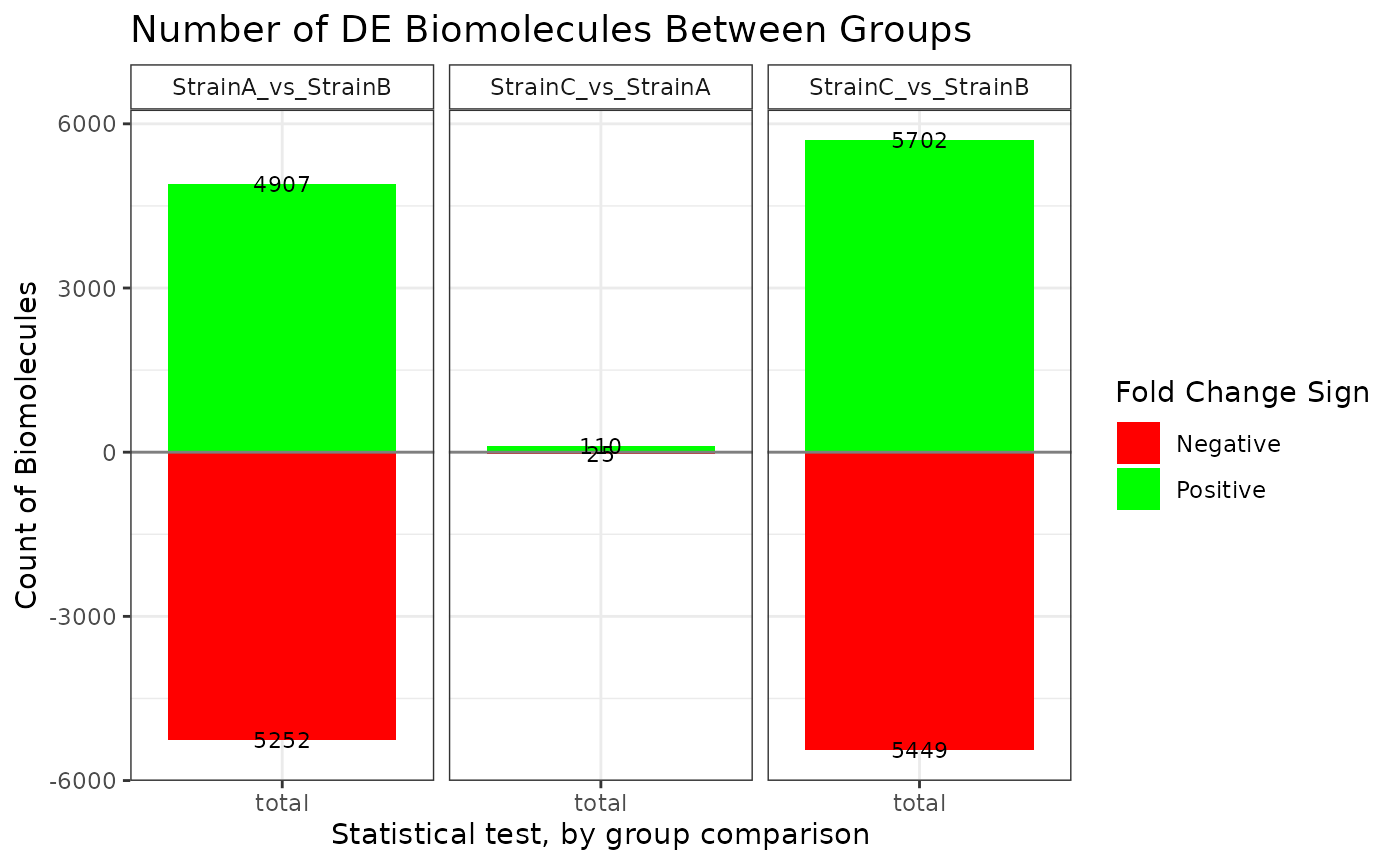 Number of DE Biomolecules Between Groups
StrainA_vs_StrainB
StrainC_vs_StrainA
StrainC_vs_StrainB
6000
3000
0
-3000
-6000
Count of Biomolecules
4907
5252
110
25
5702
5449
total
total
total
Statistical test, by group comparison
Fold Change Sign
Negative
Positive